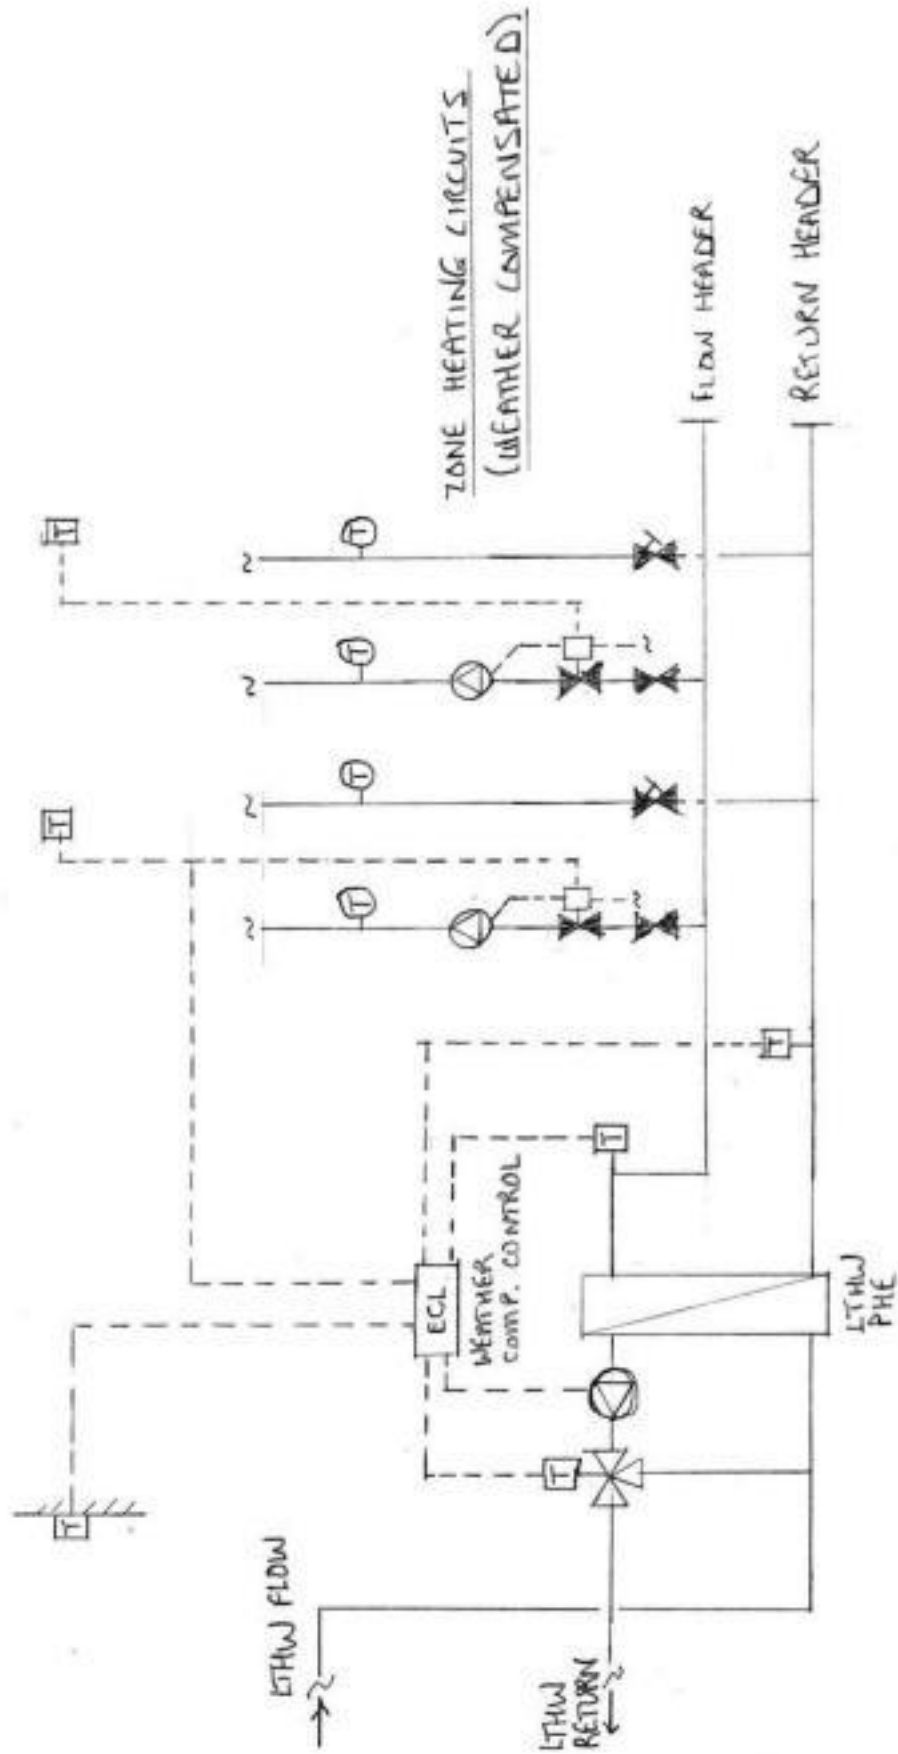 T
T
T
ZONE HEATING CIRCUITS
(WEATHER COMPENSATED)
LTHW FLOW
T
T
T
T
ECL
WEATHER
COMP. CONTROL
T
T
T
FLOW HEADER
LTHW
RETURN
LTHW
PHE
RETURN HEADER